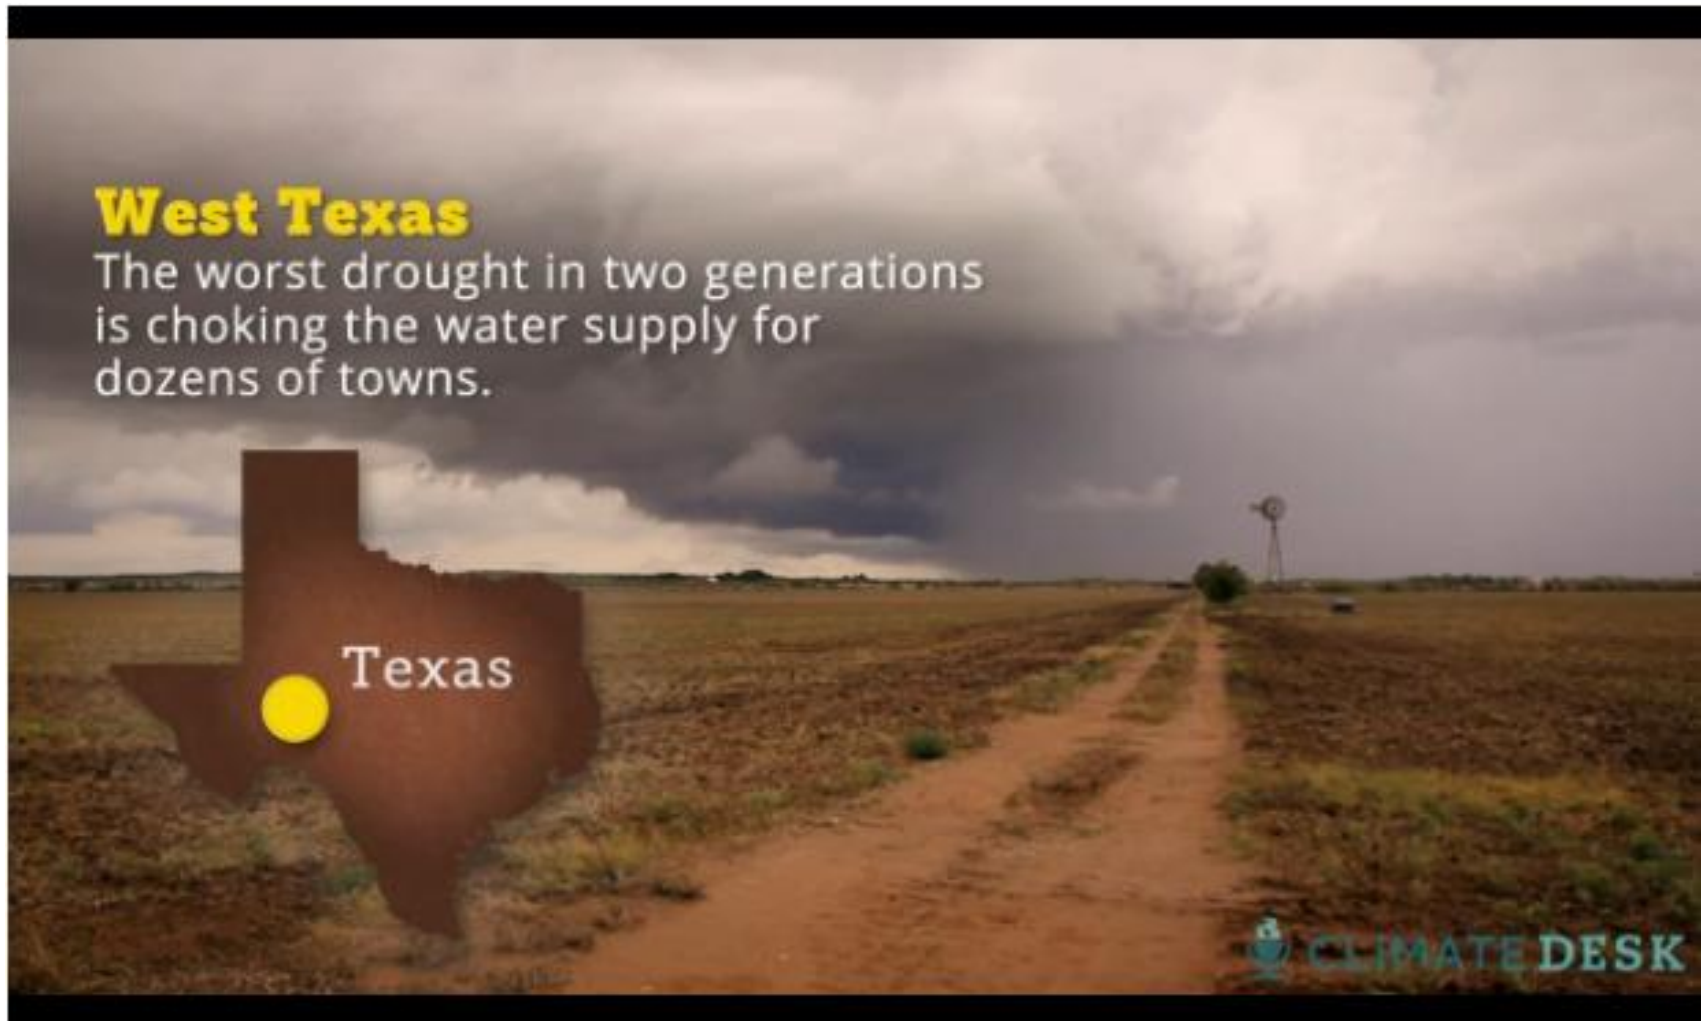 West Texas
The worst drought in two generations
is choking the water supply for
dozens of towns.
Texas
CLIMATE DESK